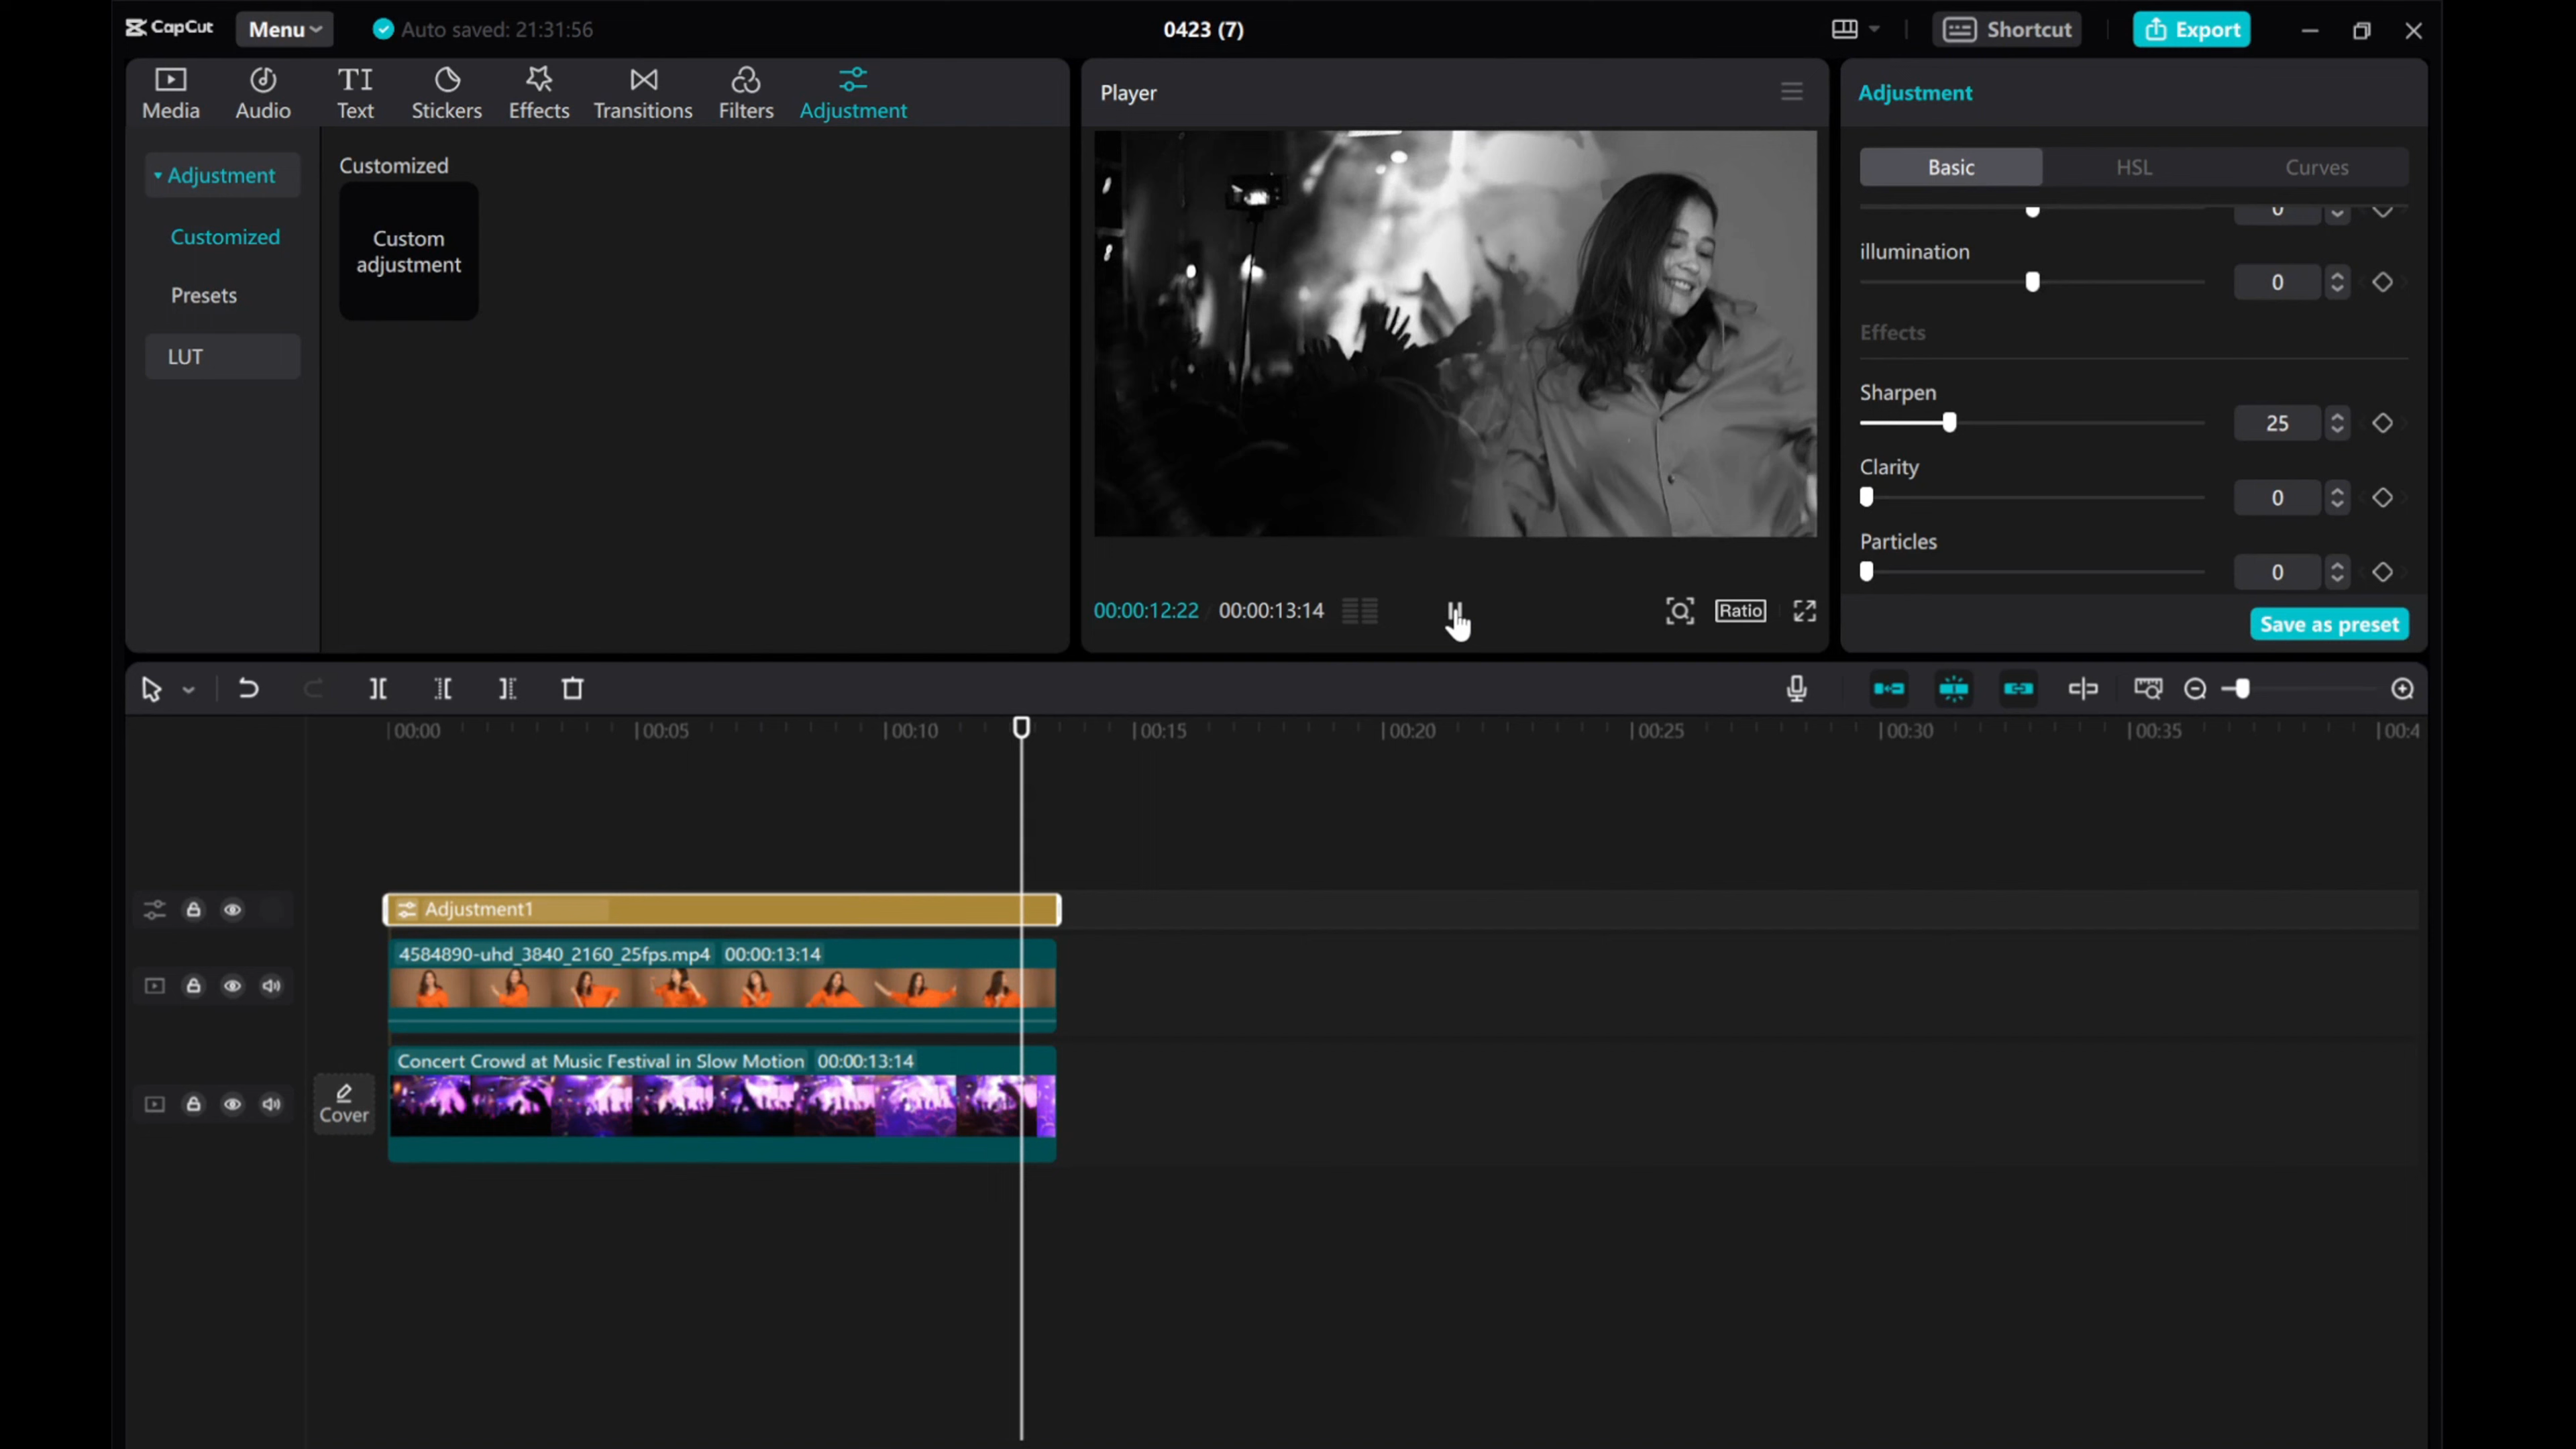 CapCut Menu Auto saved: 21:31:56 0423 (7) Shortcut Export
Media Audio Text Stickers Effects Transitions Filters Adjustment
Adjustment
Customized
Presets
LUT
Customized
Custom
adjustment
Player
00:00:12:22 00:00:13:14 Ratio
Adjustment
Basic HSL Curves
0
illumination
0
Effects
Sharpen
25
Clarity
0
Particles
0
Save as preset
00:00 00:05 00:10 00:15 00:20 00:25 00:30 00:35 00:4
Adjustment1
4584890-uhd_3840_2160_25fps.mp4 00:00:13:14
Cover
Concert Crowd at Music Festival in Slow Motion 00:00:13:14